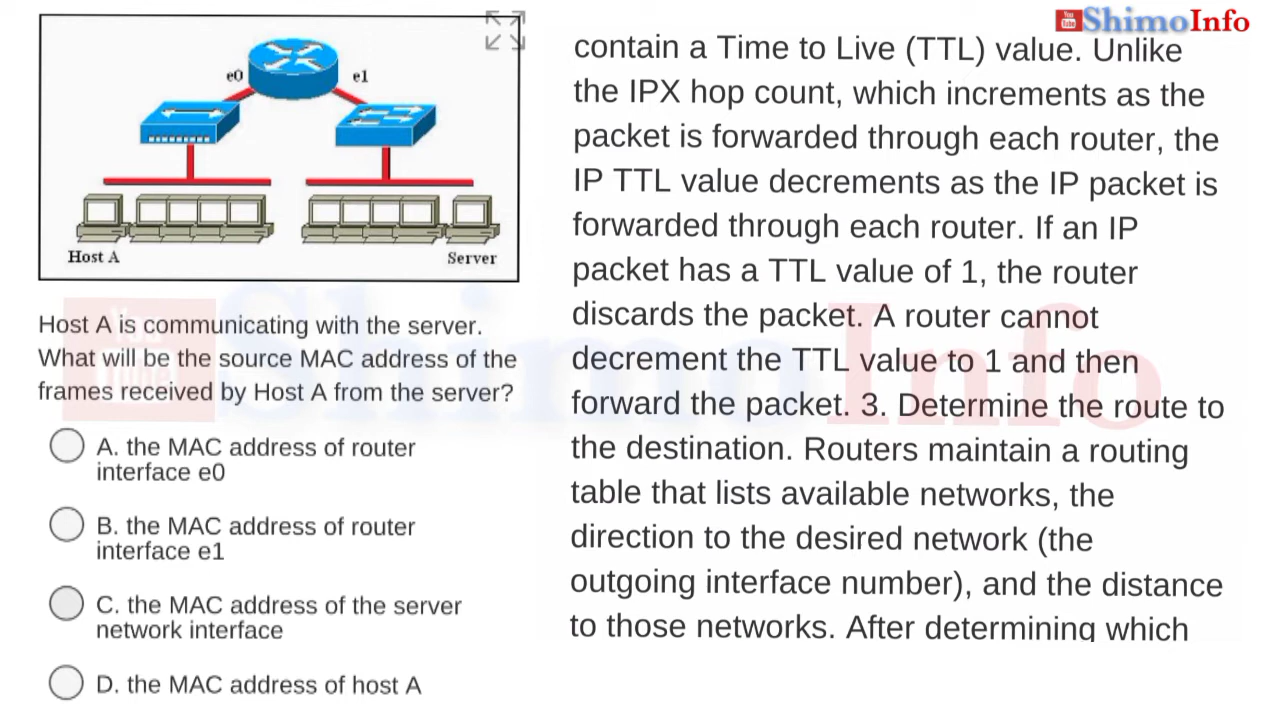 ShimoInfo
e0
e1
Host A
Server
Host A is communicating with the server.
What will be the source MAC address of the
frames received by Host A from the server?
A. the MAC address of router
interface e0
B. the MAC address of router
interface e1
C. the MAC address of the server
network interface
D. the MAC address of host A
contain a Time to Live (TTL) value. Unlike
the IPX hop count, which increments as the
packet is forwarded through each router, the
IP TTL value decrements as the IP packet is
forwarded through each router. If an IP
packet has a TTL value of 1, the router
discards the packet. A router cannot
decrement the TTL value to 1 and then
forward the packet. 3. Determine the route to
the destination. Routers maintain a routing
table that lists available networks, the
direction to the desired network (the
outgoing interface number), and the distance
to those networks. After determining which
You
Tube
ShimoInfo